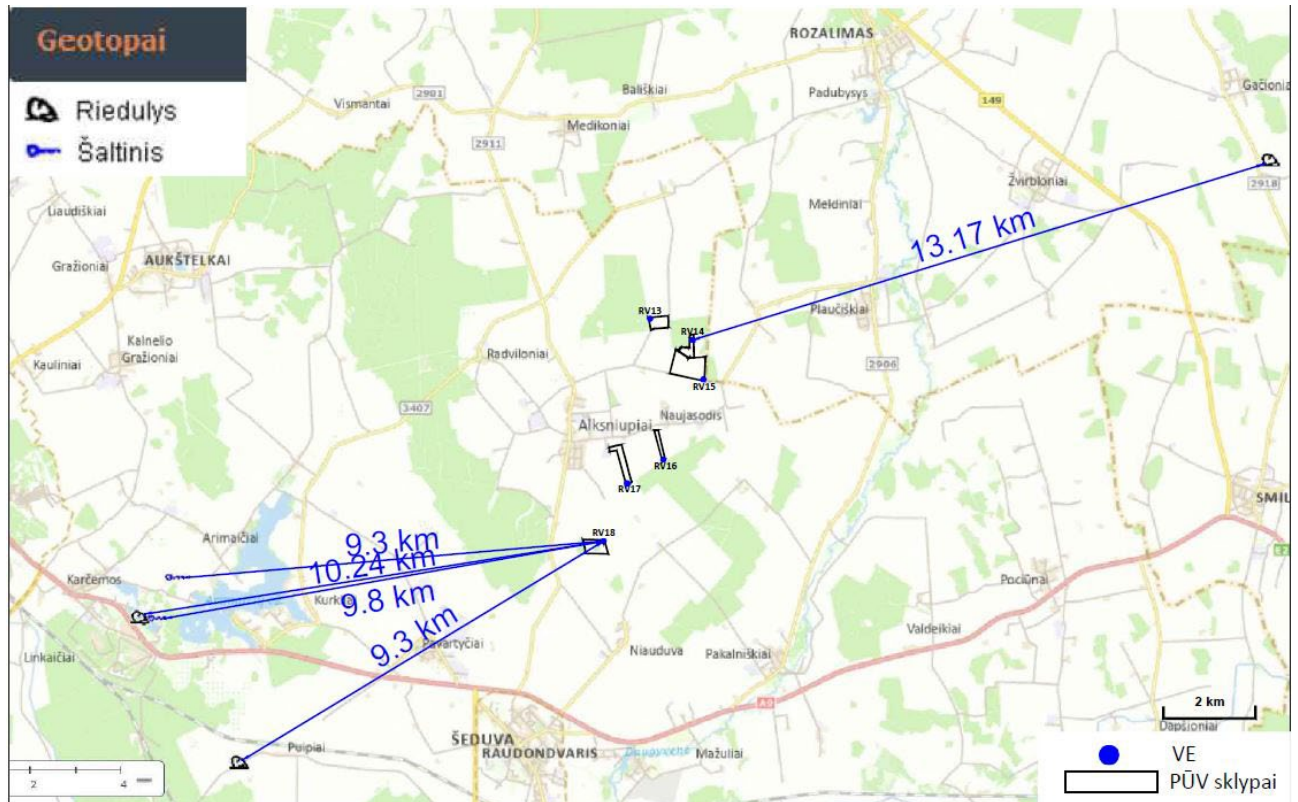 Geotopai
Riedulys
Šaltinis
ROZALIMAS
Padubysys
149
Gačionia
2918
Žvirbloniai
Meldiniai
Vismantai
2901
2911
Bališkiai
Medikoniai
Liaudiškiai
AUKŠTELKAI
Gražioniai
Kalnelio
Gražioniai
Kauliniai
13.17 km
Plaučiškiai
2906
RV13
RV14
RV15
Radviloniai
3407
Alksniupiai
Naujasodis
RV16
RV17
RV18
SMIL
Arimaičiai
9.3 km
10.24 km
9.8 km
9.3 km
Karčemos
Linkaičiai
Pavartyčiai
Niauduva
Pakalniškiai
Valdeikiai
Pociūnai
A9
2 km
Puipiai
ŠEDUVA
RAUDONDVARIS
Daugyvenė
Mažuliai
Dapšioniai
2
4
VE
PŪV sklypai